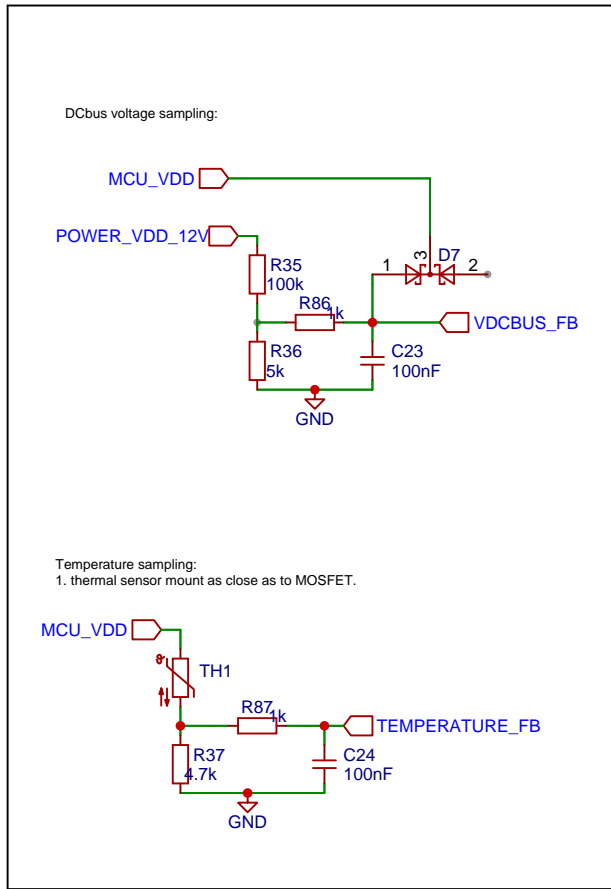 DCbus voltage sampling:
MCU_VDD
POWER_VDD_12V
R35
100k
R86
1k
1
3
D7
2
VDCBUS_FB
R36
5k
C23
100nF
GND
Temperature sampling:
1. thermal sensor mount as close as to MOSFET.
MCU_VDD
TH1
R87
1k
TEMPERATURE_FB
R37
4.7k
C24
100nF
GND